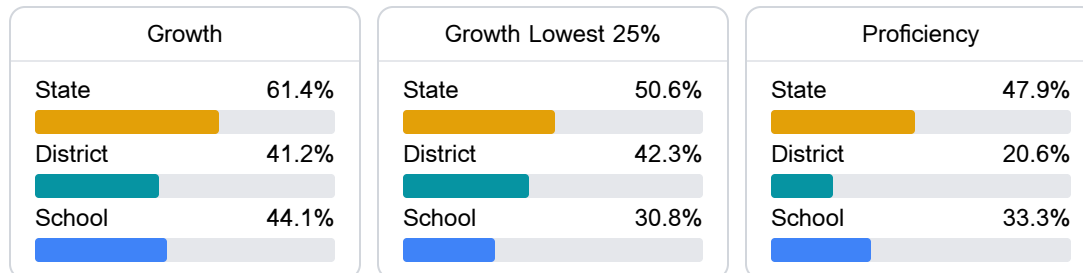 Growth
State 61.4%
District 41.2%
School 44.1%
Growth Lowest 25%
State 50.6%
District 42.3%
School 30.8%
Proficiency
State 47.9%
District 20.6%
School 33.3%